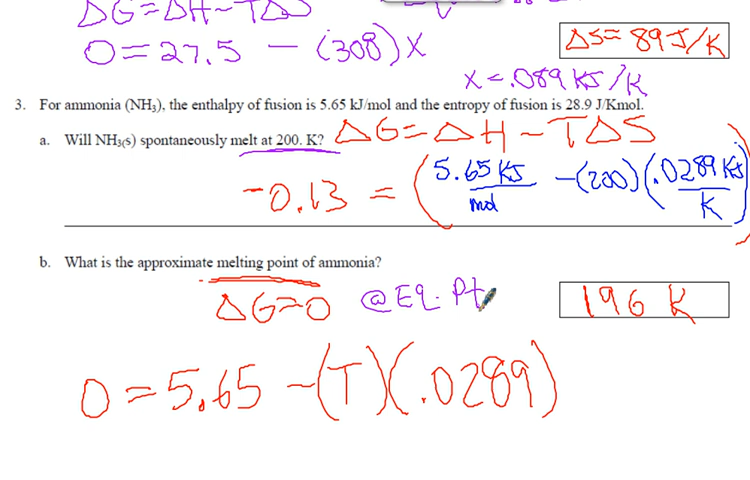 ΔG=ΔH-TΔS
0=27.5 - (308)X
ΔS= 89 J/K
X = .089 KJ/K
3. For ammonia (NH₃), the enthalpy of fusion is 5.65 kJ/mol and the entropy of fusion is 28.9 J/Kmol.
a. Will NH₃(s) spontaneously melt at 200. K? ΔG=ΔH-TΔS
-0.13 = (5.65 KJ/mol -(200)(.0289 KJ/K)
b. What is the approximate melting point of ammonia?
ΔG=0 @ Eq. Pt.
196 K
0=5.65 -(T)(.0289)